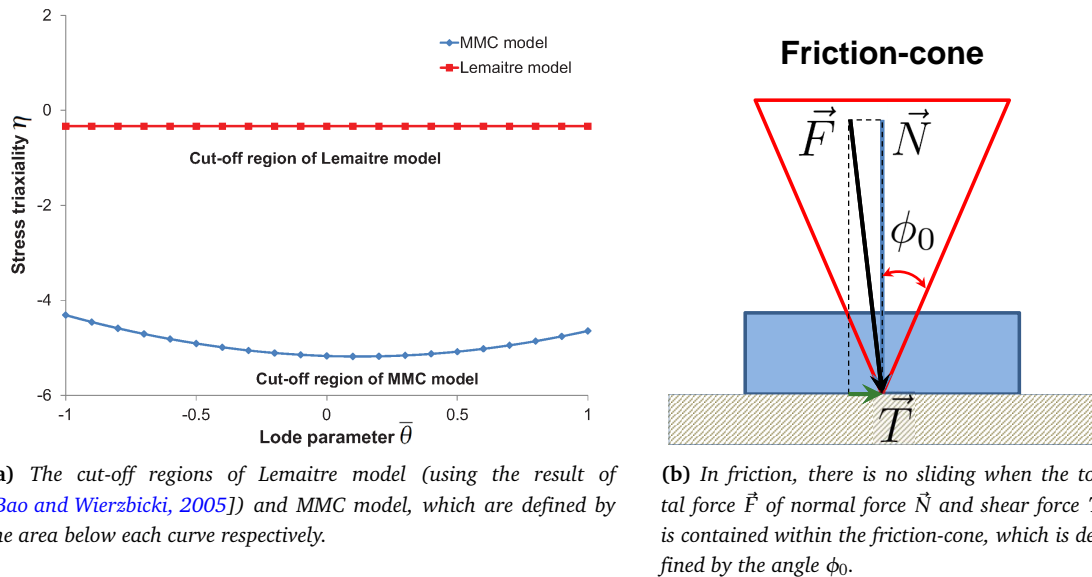 2
0
-2
-4
-6
Stress triaxiality η
MMC model
Lemaitre model
Cut-off region of Lemaitre model
Cut-off region of MMC model
-1 -0.5 0 0.5 1
Lode parameter θ̅
Friction-cone
F⃗ N⃗
ϕ₀
T⃗
a) The cut-off regions of Lemaitre model (using the result of
Bao and Wierzbicki, 2005]) and MMC model, which are defined by
he area below each curve respectively.
(b) In friction, there is no sliding when the to-
tal force F⃗ of normal force N⃗ and shear force T
is contained within the friction-cone, which is de-
fined by the angle ϕ₀.